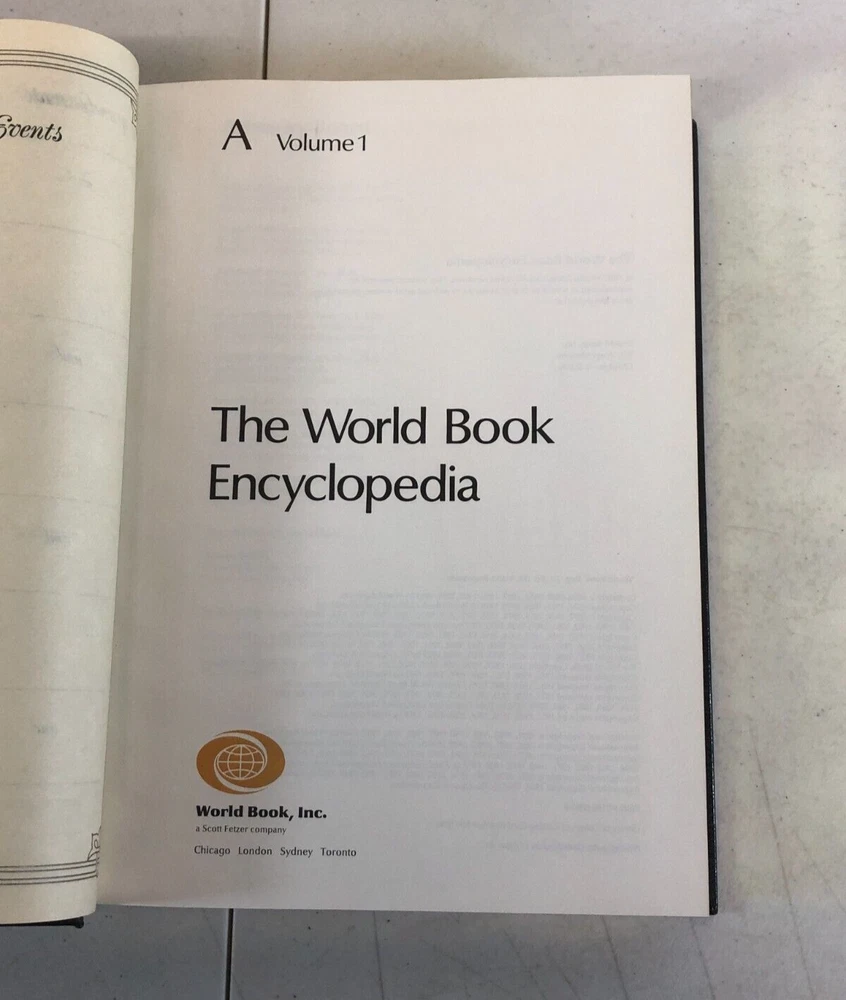 Events
A Volume 1
The World Book
Encyclopedia
World Book, Inc.
a Scott Fetzer company
Chicago London Sydney Toronto